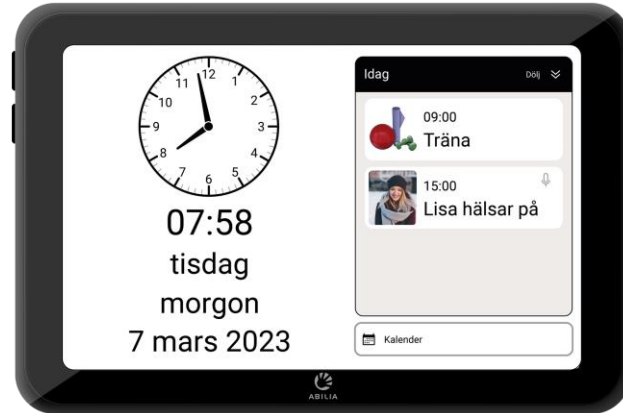 12
1
2
3
4
5
6
7
8
9
10
11
07:58
tisdag
morgon
7 mars 2023
Idag
Dölj
09:00
Träna
15:00
Lisa hälsar på
Kalender
ABILIA